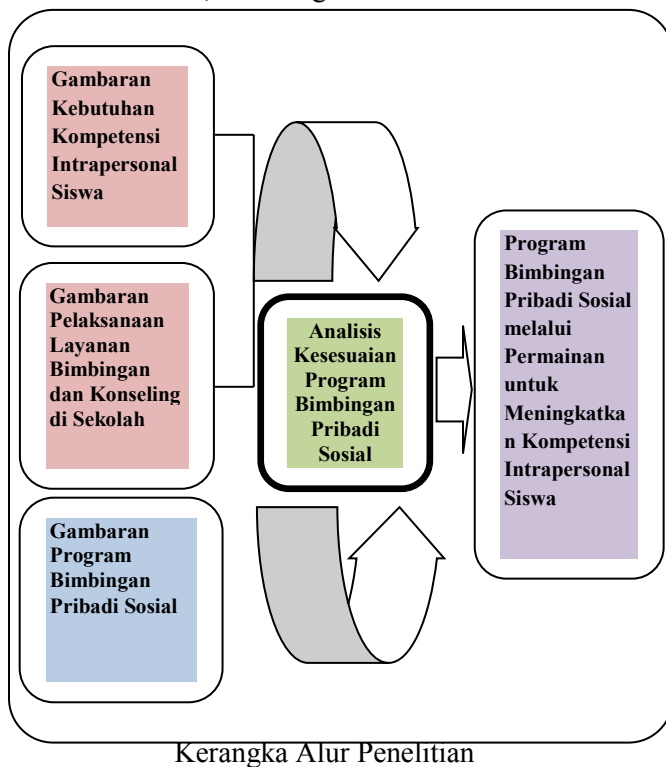 Gambaran
Kebutuhan
Kompetensi
Intrapersonal
Siswa
Gambaran
Pelaksanaan
Layanan
Bimbingan
dan Konseling
di Sekolah
Gambaran
Program
Bimbingan
Pribadi Sosial
Analisis
Kesesuaian
Program
Bimbingan
Pribadi
Sosial
Program
Bimbingan
Pribadi Sosial
melalui
Permainan
untuk
Meningkatka
n Kompetensi
Intrapersonal
Siswa
Kerangka Alur Penelitian